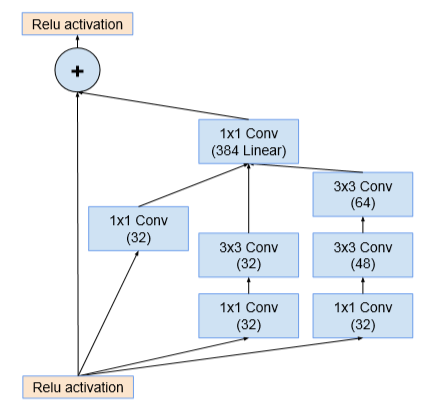 Relu activation
+
1x1 Conv
(384 Linear)
3x3 Conv
(64)
1x1 Conv
(32)
3x3 Conv
(32)
3x3 Conv
(48)
1x1 Conv
(32)
1x1 Conv
(32)
Relu activation